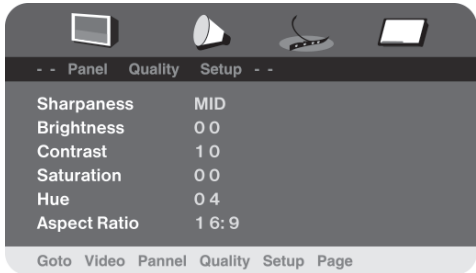 - - Panel Quality Setup - -
Sharpaness MID
Brightness 0 0
Contrast 1 0
Saturation 0 0
Hue 0 4
Aspect Ratio 1 6: 9
Goto Video Pannel Quality Setup Page